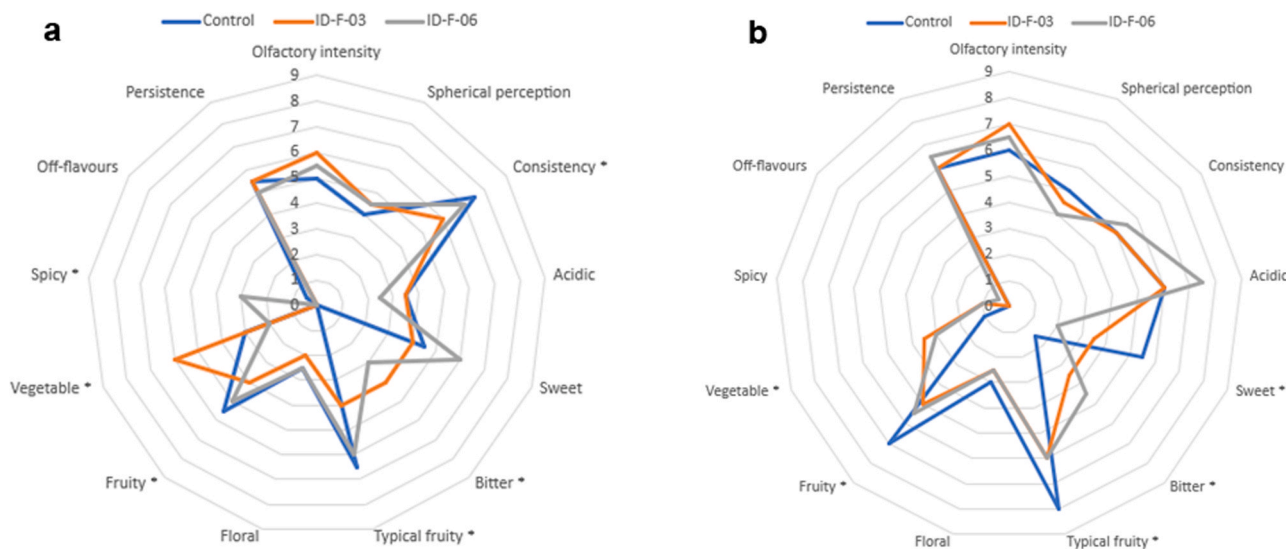 a
Control ID-F-03 ID-F-06
Olfactory intensity
Persistence
Spherical perception
Off-flavours
Consistency *
Spicy *
Acidic
Vegetable *
Sweet
Fruity *
Bitter *
Floral
Typical fruity *
9
8
7
6
5
4
3
2
1
0
b
Control ID-F-03 ID-F-06
Olfactory intensity
Persistence
Spherical perception
Off-flavours
Consistency
Spicy
Acidic
Vegetable *
Sweet *
Fruity *
Bitter *
Floral
Typical fruity *
9
8
7
6
5
4
3
2
1
0